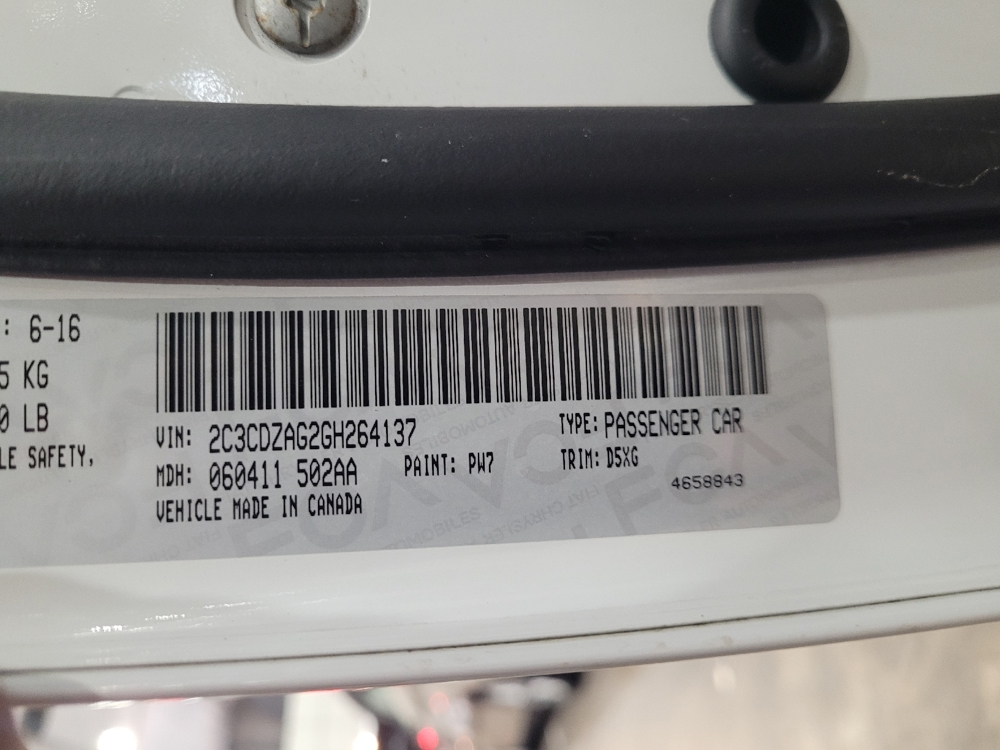 : 6-16
5 KG
0 LB
LE SAFETY,
VIN: 2C3CDZAG2GH264137 TYPE: PASSENGER CAR
MDH: 060411 502AA PAINT: PW7 TRIM: D5XG
4658843
VEHICLE MADE IN CANADA